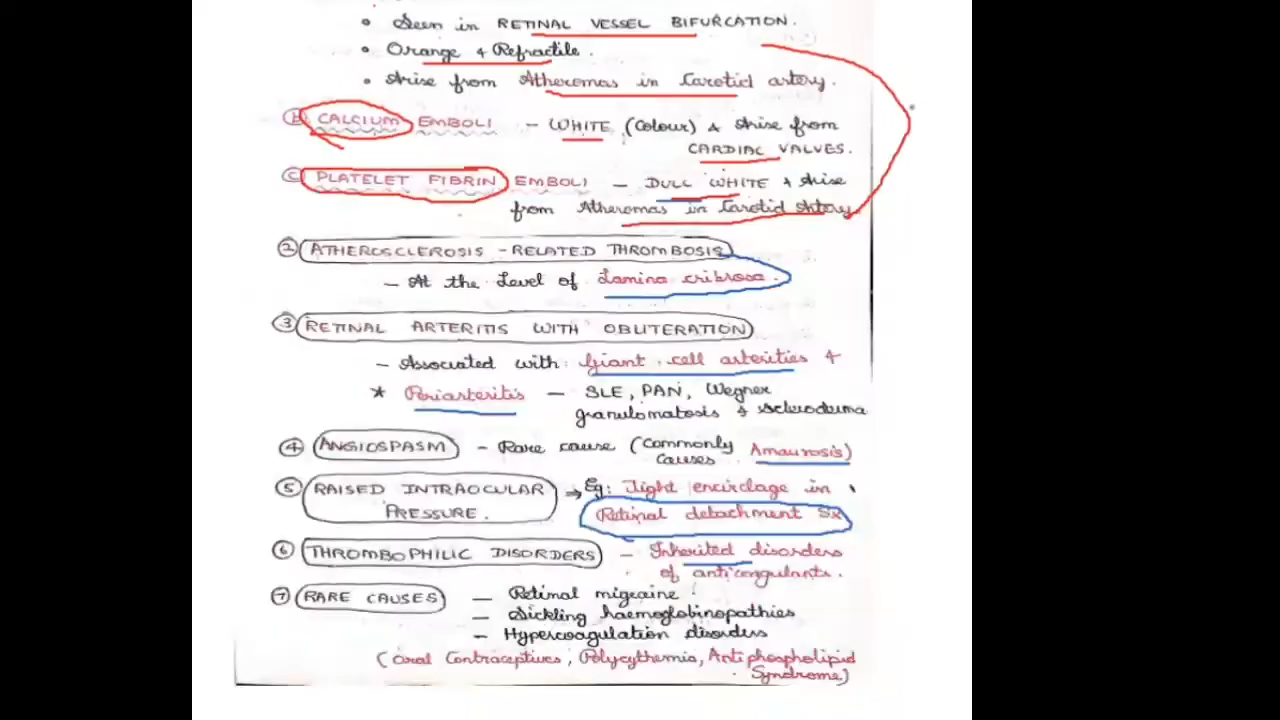 • Seen in RETINAL VESSEL BIFURCATION.
• Orange & Refractile.
• Arise from Atheromas in Carotid artery.
(B) CALCIUM EMBOLI - WHITE (Colour) & Arise from
CARDIAC VALVES.
(C) PLATELET FIBRIN EMBOLI - DULL WHITE & Arise
from Atheromas in Carotid Artery
② ATHEROSCLEROSIS - RELATED THROMBOSIS
- At the Level of Lamina cribrosa.
③ RETINAL ARTERITIS WITH OBLITERATION
- Associated with Giant cell arterities &
* Periarteritis - SLE, PAN, Wegner
granulomatosis & scleroderma
④ ANGIOSPASM - Rare cause (Commonly
causes Amaurosis)
⑤ RAISED INTRAOCULAR ⇒ Eg: Tight encirclage in
PRESSURE. Retinal detachment Sx
⑥ THROMBOPHILIC DISORDERS - Inherited disorders
of anticoagulants.
⑦ RARE CAUSES - Retinal migraine
- Sickling haemoglobinopathies
- Hypercoagulation disorders
(Oral Contraceptives, Polycythemia, Antiphospholipid
Syndrome)